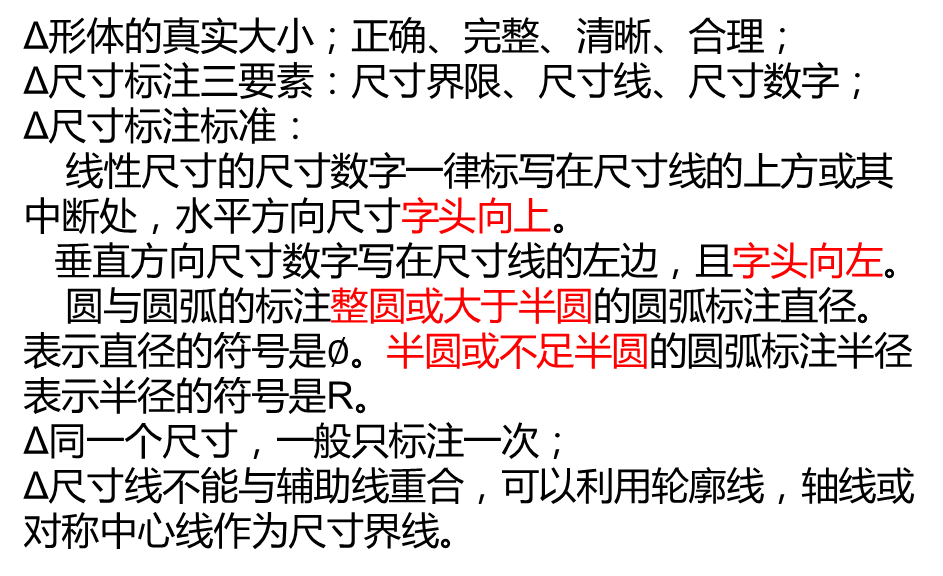 Δ形体的真实大小；正确、完整、清晰、合理；
Δ尺寸标注三要素：尺寸界限、尺寸线、尺寸数字；
Δ尺寸标注标准：
线性尺寸的尺寸数字一律标写在尺寸线的上方或其
中断处，水平方向尺寸字头向上。
垂直方向尺寸数字写在尺寸线的左边，且字头向左。
圆与圆弧的标注整圆或大于半圆的圆弧标注直径。
表示直径的符号是∅。半圆或不足半圆的圆弧标注半径
表示半径的符号是R。
Δ同一个尺寸，一般只标注一次；
Δ尺寸线不能与辅助线重合，可以利用轮廓线，轴线或
对称中心线作为尺寸界线。